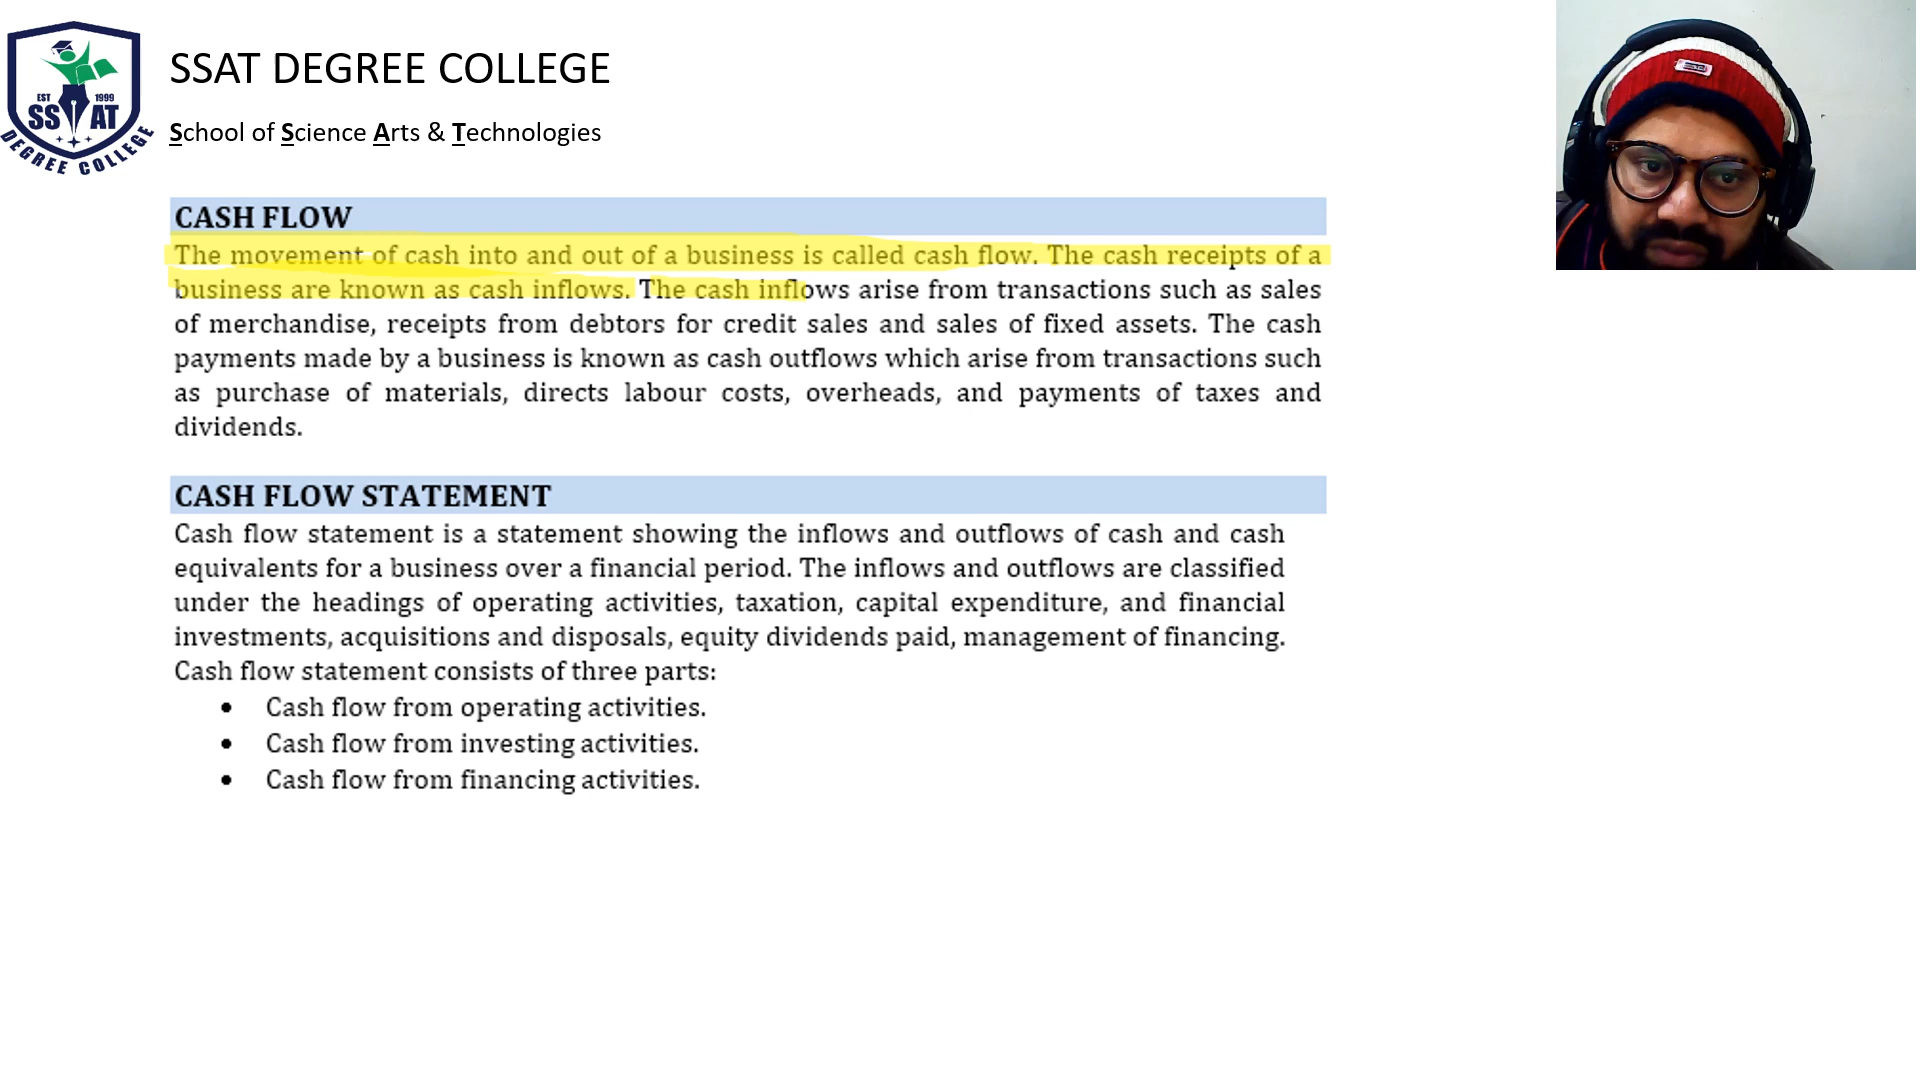 EST 1999
SS AT
DEGREE COLLEGE
SSAT DEGREE COLLEGE
School of Science Arts & Technologies
CASH FLOW
The movement of cash into and out of a business is called cash flow. The cash receipts of a
business are known as cash inflows. The cash inflows arise from transactions such as sales
of merchandise, receipts from debtors for credit sales and sales of fixed assets. The cash
payments made by a business is known as cash outflows which arise from transactions such
as purchase of materials, directs labour costs, overheads, and payments of taxes and
dividends.
CASH FLOW STATEMENT
Cash flow statement is a statement showing the inflows and outflows of cash and cash
equivalents for a business over a financial period. The inflows and outflows are classified
under the headings of operating activities, taxation, capital expenditure, and financial
investments, acquisitions and disposals, equity dividends paid, management of financing.
Cash flow statement consists of three parts:
• Cash flow from operating activities.
• Cash flow from investing activities.
• Cash flow from financing activities.